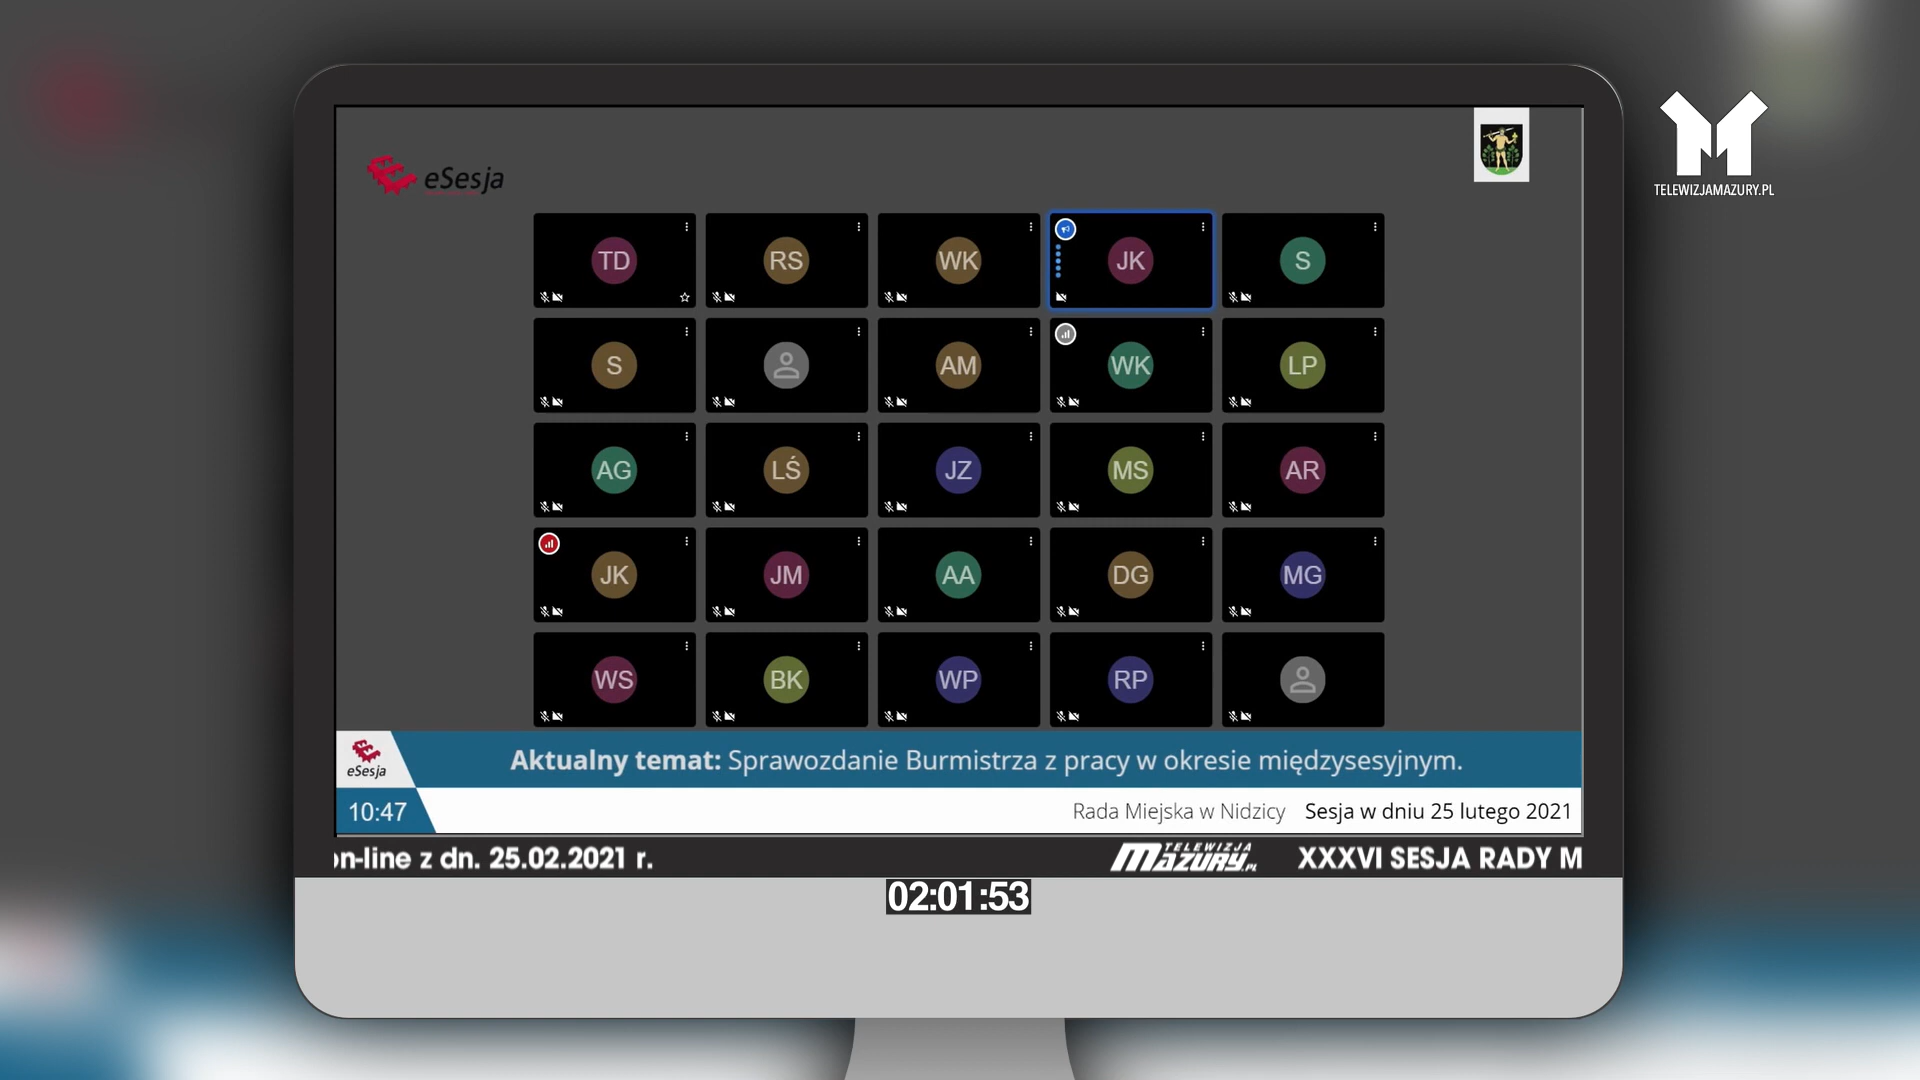 TELEWIZJAMAZURY.PL
eSesja
TD RS WK JK S
S AM WK LP
AG LŚ JZ MS AR
JK JM AA DG MG
WS BK WP RP
eSesja
Aktualny temat: Sprawozdanie Burmistrza z pracy w okresie międzysesyjnym.
10:47
Rada Miejska w Nidzicy Sesja w dniu 25 lutego 2021
on-line z dn. 25.02.2021 r.
TELEWIZJA
MAZURY.PL
XXXVI SESJA RADY M
02:01:53